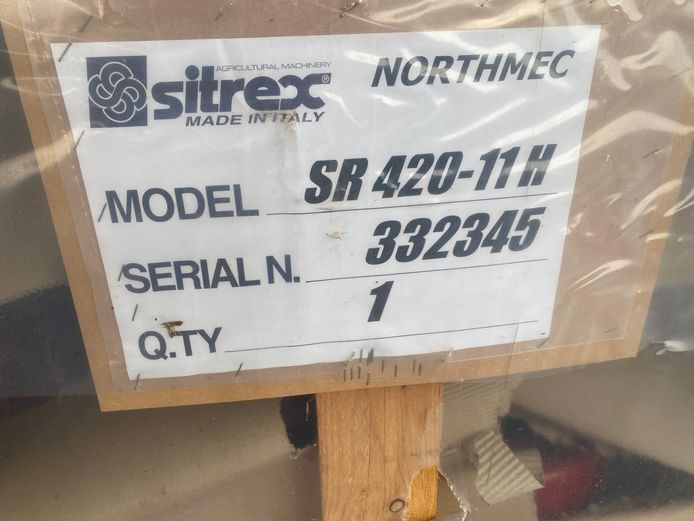 AGRICULTURAL MACHINERY
sitrex® NORTHMEC
MADE IN ITALY
MODEL SR 420-11 H
SERIAL N. 332345
Q.TY 1